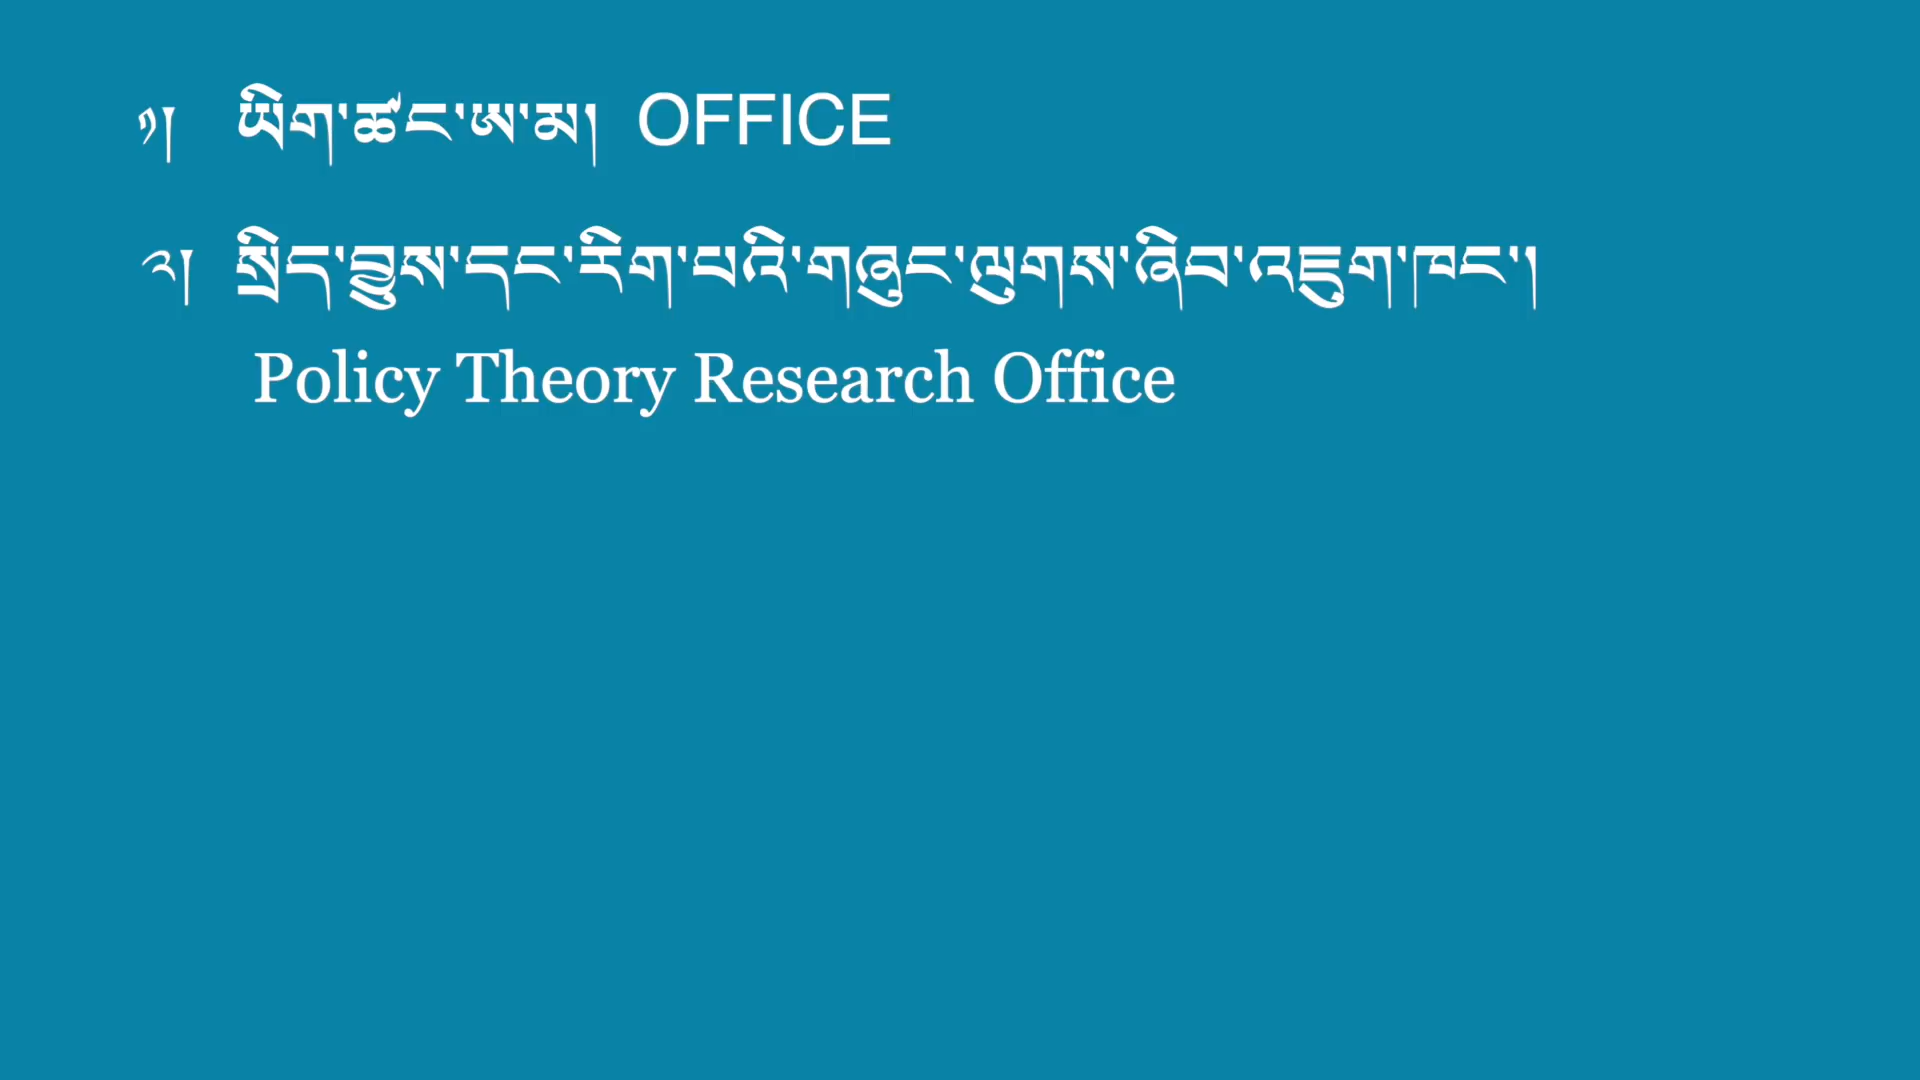 ༡།  ཡིག་ཚང་ཨ་མ།  OFFICE
༢།  སྲིད་བྱུས་དང་རིག་པའི་གཞུང་ལུགས་ཞིབ་འཇུག་ཁང་།
Policy Theory Research Office